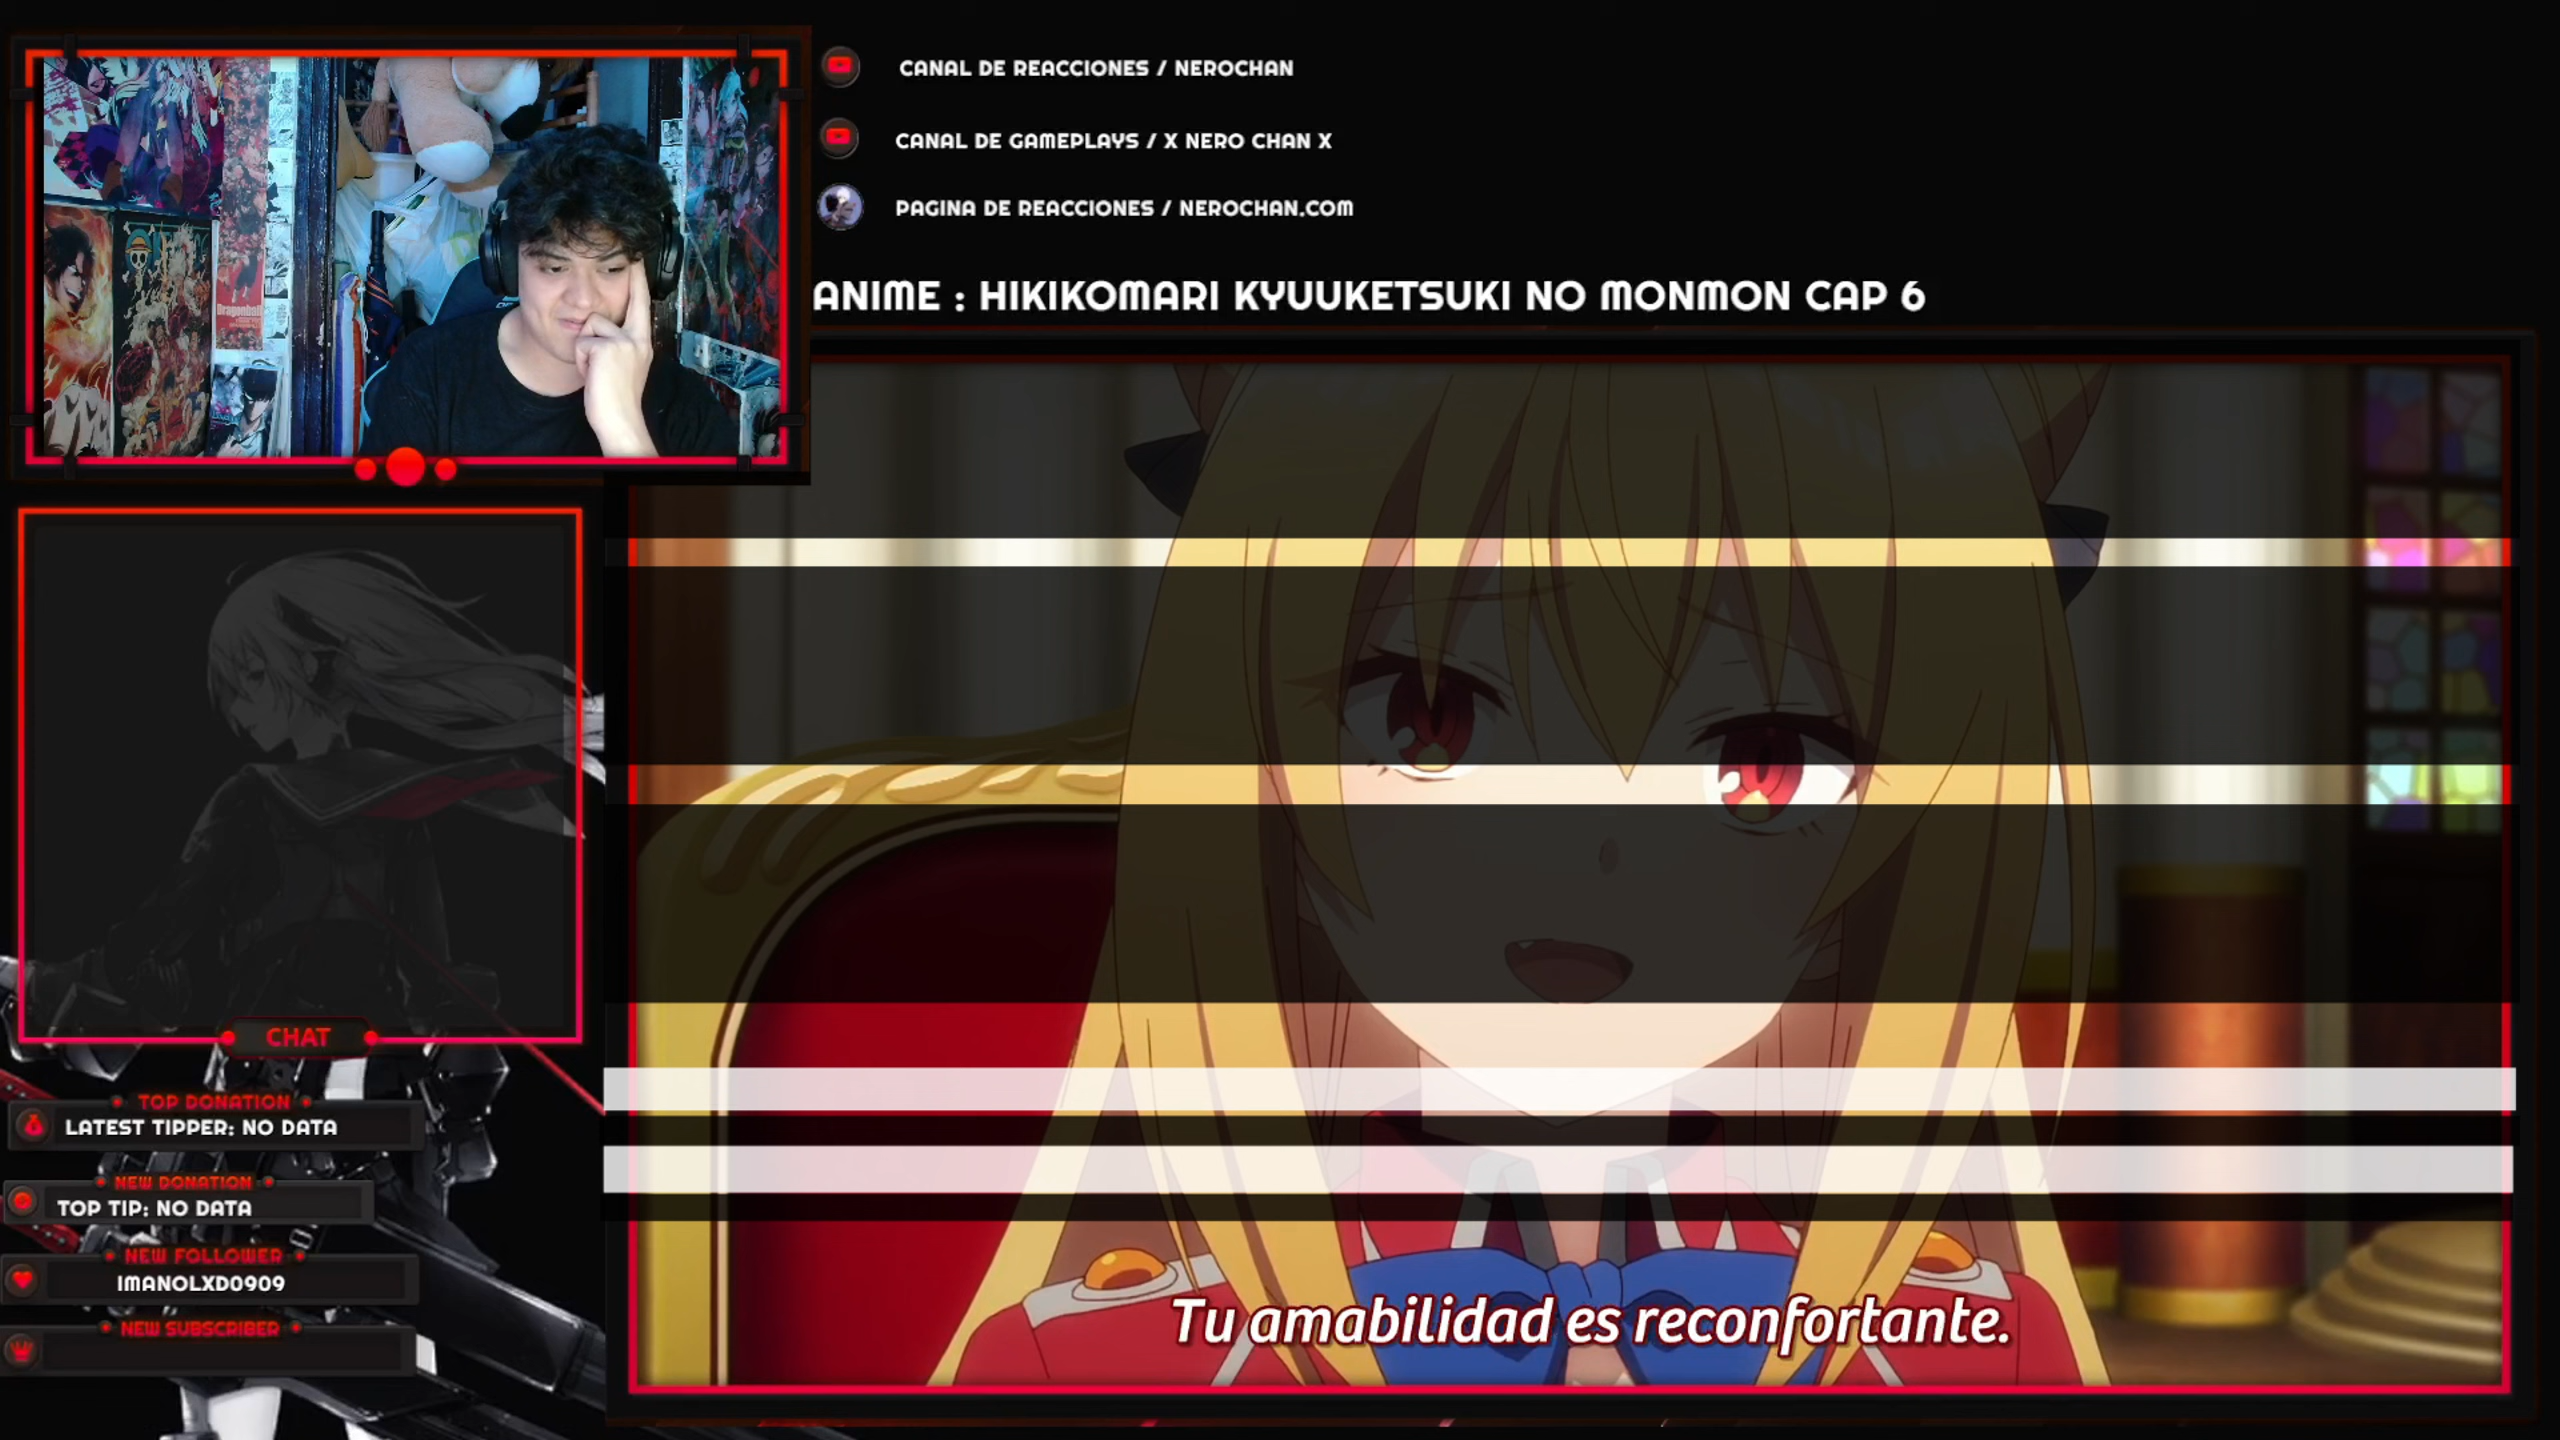 CANAL DE REACCIONES / NEROCHAN
CANAL DE GAMEPLAYS / X NERO CHAN X
PAGINA DE REACCIONES / NEROCHAN.COM
ANIME : HIKIKOMARI KYUUKETSUKI NO MONMON CAP 6
Dragonball
CHAT
TOP DONATION
LATEST TIPPER: NO DATA
NEW DONATION
TOP TIP: NO DATA
NEW FOLLOWER
IMANOLXD0909
NEW SUBSCRIBER
Tu amabilidad es reconfortante.